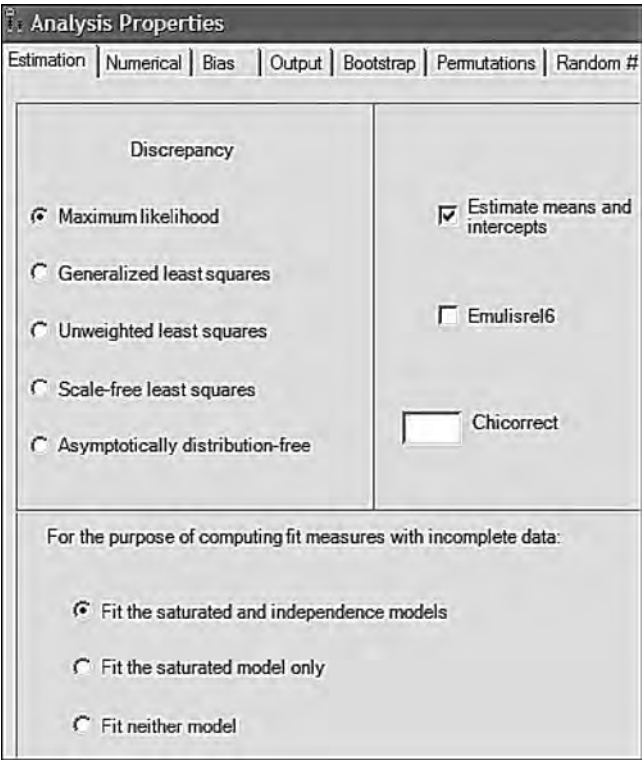 Analysis Properties
Estimation Numerical Bias Output Bootstrap Permutations Random #
Discrepancy
Maximum likelihood
Generalized least squares
Unweighted least squares
Scale-free least squares
Asymptotically distribution-free
Estimate means and
intercepts
Emulisrel6
Chicorrect
For the purpose of computing fit measures with incomplete data:
Fit the saturated and independence models
Fit the saturated model only
Fit neither model